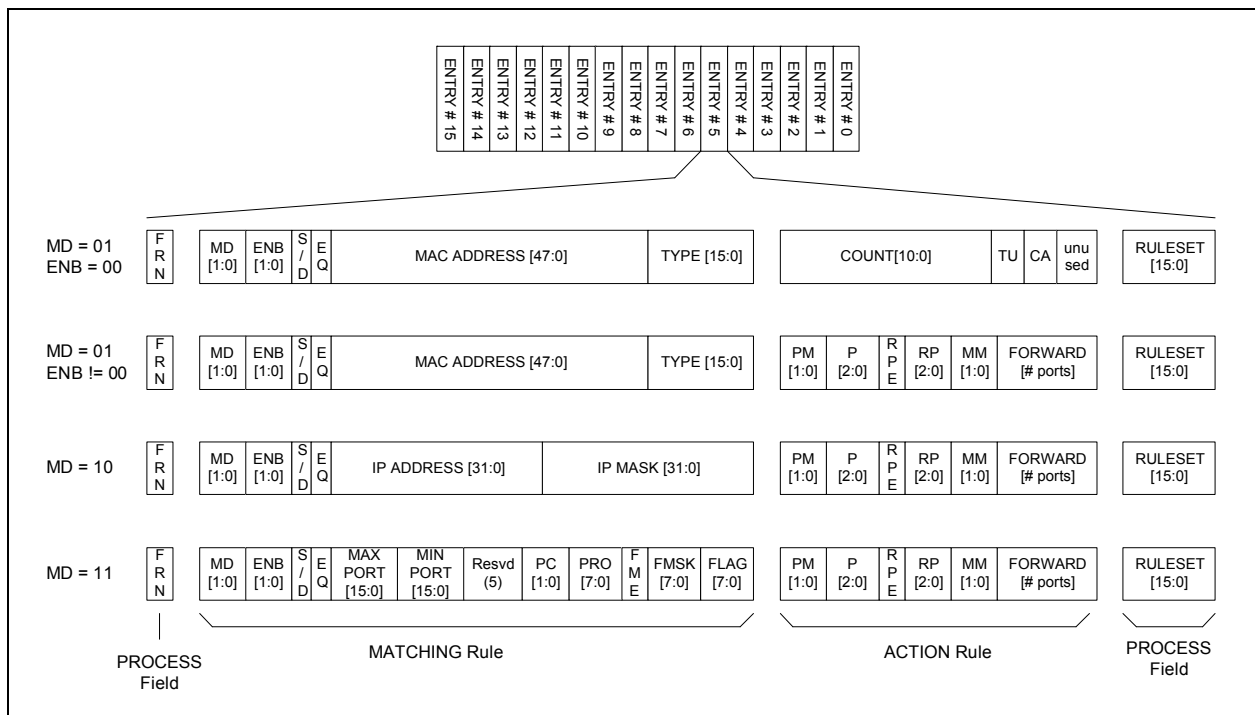 ENTRY # 15
ENTRY # 14
ENTRY # 13
ENTRY # 12
ENTRY # 11
ENTRY # 10
ENTRY # 9
ENTRY # 8
ENTRY # 7
ENTRY # 6
ENTRY # 5
ENTRY # 4
ENTRY # 3
ENTRY # 2
ENTRY # 1
ENTRY # 0
MD = 01
ENB = 00
FRN
MD
[1:0]
ENB
[1:0]
S/D
EQ
MAC ADDRESS [47:0]
TYPE [15:0]
COUNT[10:0]
TU
CA
unu
sed
RULESET
[15:0]
MD = 01
ENB != 00
FRN
MD
[1:0]
ENB
[1:0]
S/D
EQ
MAC ADDRESS [47:0]
TYPE [15:0]
PM
[1:0]
P
[2:0]
RPE
RP
[2:0]
MM
[1:0]
FORWARD
[# ports]
RULESET
[15:0]
MD = 10
FRN
MD
[1:0]
ENB
[1:0]
S/D
EQ
IP ADDRESS [31:0]
IP MASK [31:0]
PM
[1:0]
P
[2:0]
RPE
RP
[2:0]
MM
[1:0]
FORWARD
[# ports]
RULESET
[15:0]
MD = 11
FRN
MD
[1:0]
ENB
[1:0]
S/D
EQ
MAX
PORT
[15:0]
MIN
PORT
[15:0]
Resvd
(5)
PC
[1:0]
PRO
[7:0]
FME
FMSK
[7:0]
FLAG
[7:0]
PM
[1:0]
P
[2:0]
RPE
RP
[2:0]
MM
[1:0]
FORWARD
[# ports]
RULESET
[15:0]
PROCESS
Field
MATCHING Rule
ACTION Rule
PROCESS
Field